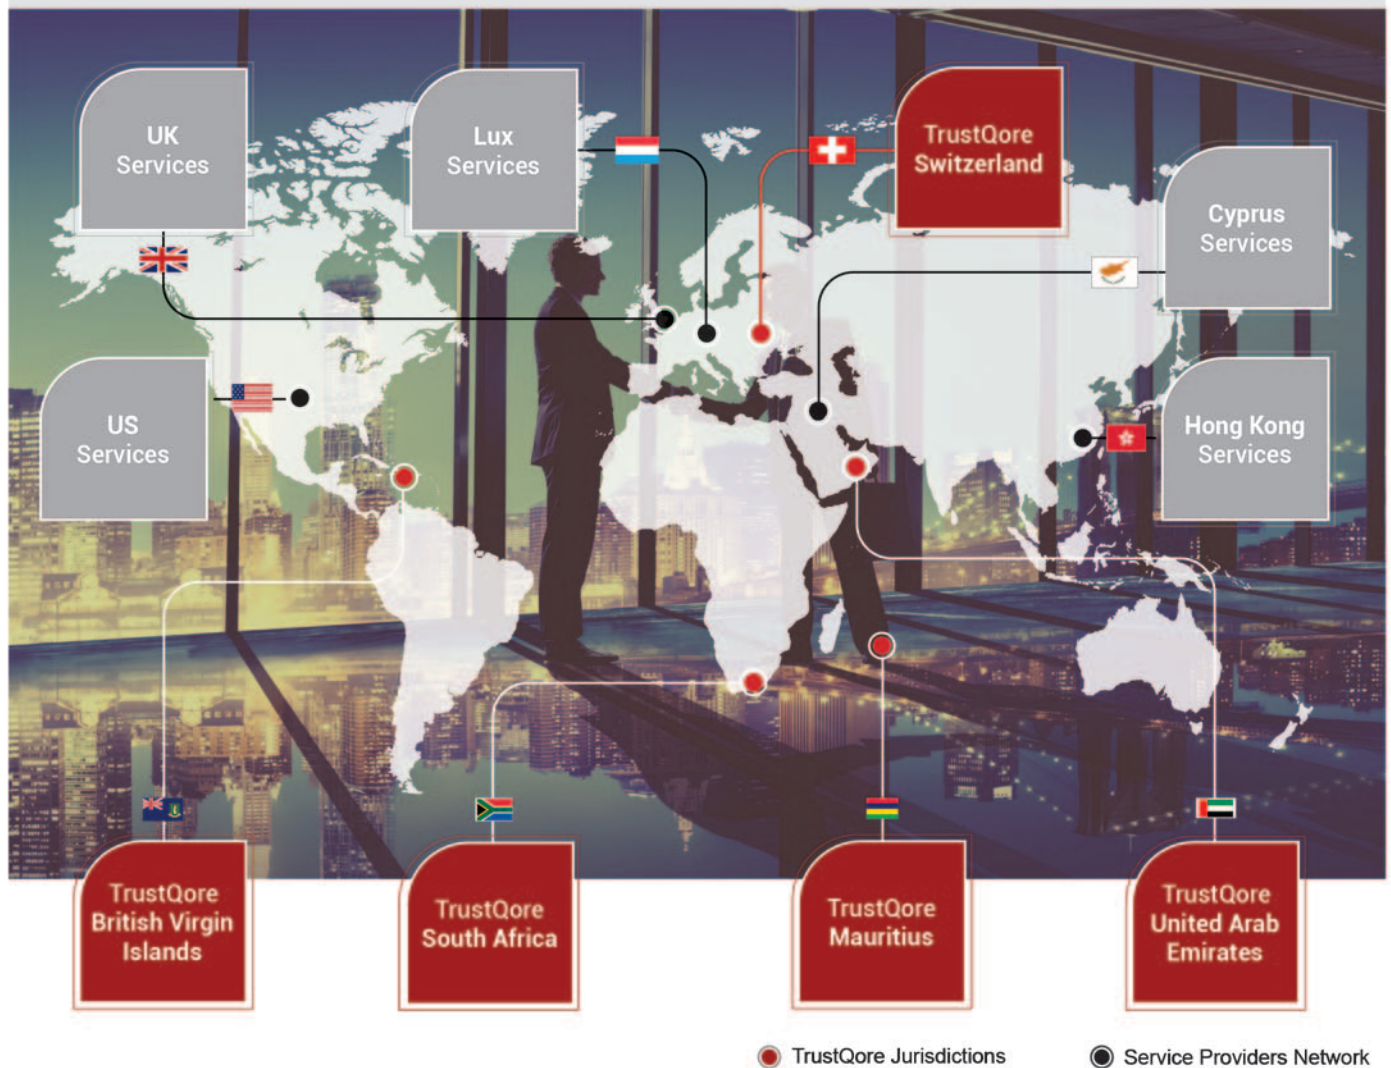 UK
Services
Lux
Services
TrustQore
Switzerland
Cyprus
Services
US
Services
Hong Kong
Services
TrustQore
British Virgin
Islands
TrustQore
South Africa
TrustQore
Mauritius
TrustQore
United Arab
Emirates
TrustQore Jurisdictions
Service Providers Network